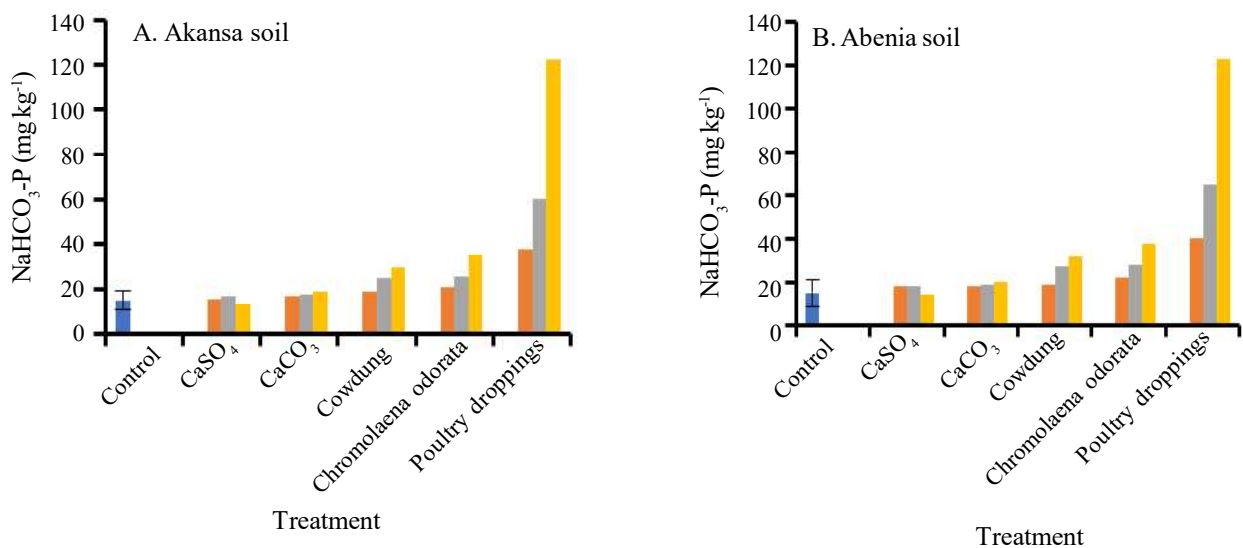 A. Akansa soil
NaHCO₃-P (mg kg⁻¹)
140
120
100
80
60
40
20
0
Control
CaSO₄
CaCO₃
Cowdung
Chromolaena odorata
Poultry droppings
Treatment
B. Abenia soil
NaHCO₃-P (mg kg⁻¹)
140
120
100
80
60
40
20
0
Control
CaSO₄
CaCO₃
Cowdung
Chromolaena odorata
Poultry droppings
Treatment